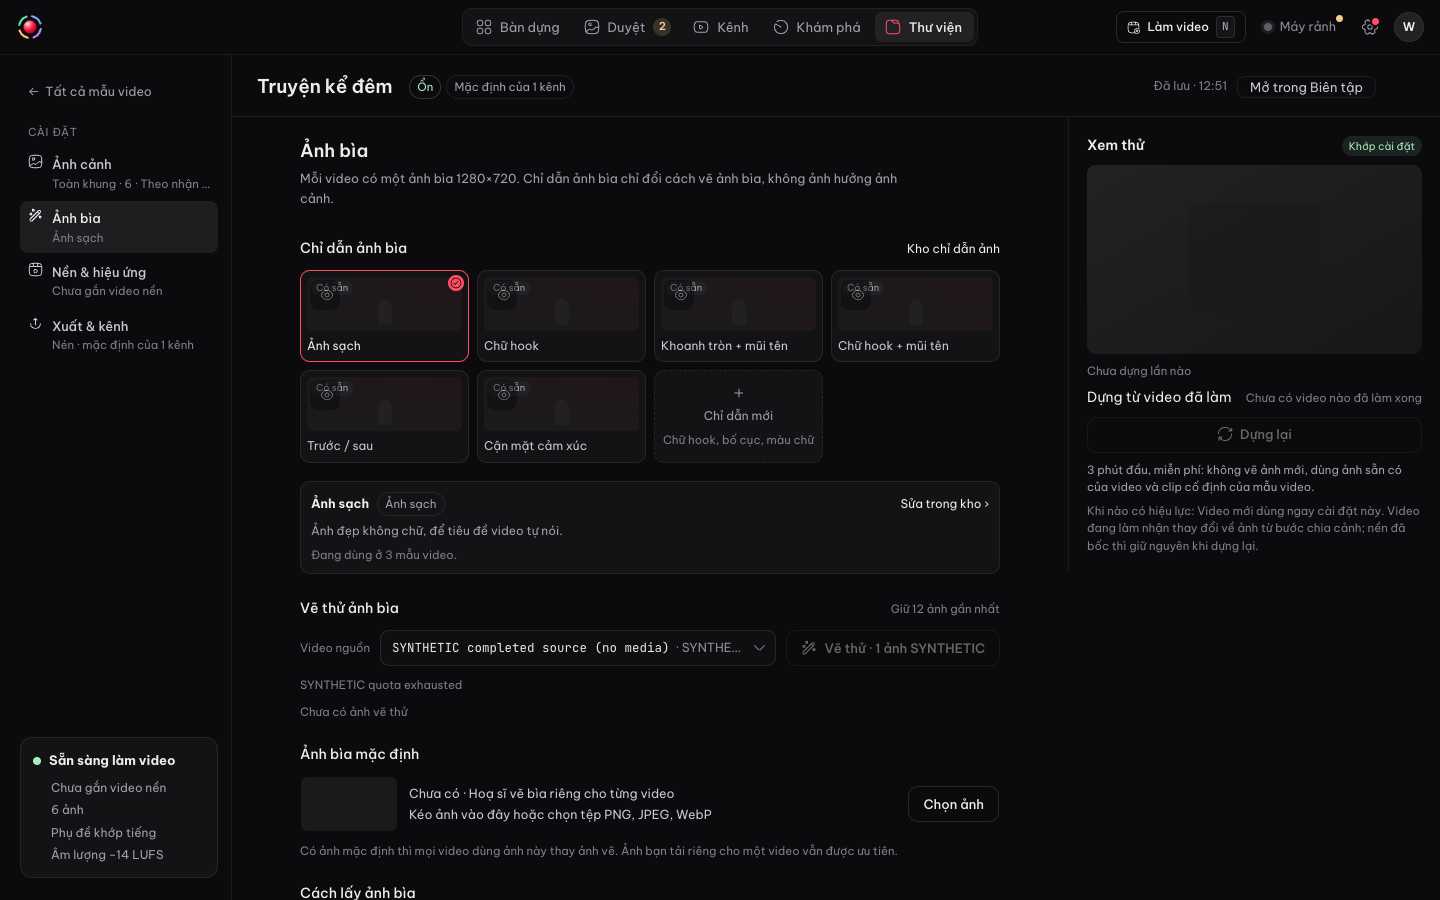 Bàn dựng
Duyệt 2
Kênh
Khám phá
Thư viện
Làm video N
Máy rảnh
W
← Tất cả mẫu video
CÀI ĐẶT
Ảnh cảnh
Toàn khung · 6 · Theo nhận ...
Ảnh bìa
Ảnh sạch
Nền & hiệu ứng
Chưa gắn video nền
Xuất & kênh
Nén · mặc định của 1 kênh
Sẵn sàng làm video
Chưa gắn video nền
6 ảnh
Phụ đề khớp tiếng
Âm lượng −14 LUFS
Truyện kể đêm
Ổn
Mặc định của 1 kênh
Đã lưu · 12:51
Mở trong Biên tập
Ảnh bìa
Mỗi video có một ảnh bìa 1280×720. Chỉ dẫn ảnh bìa chỉ đổi cách vẽ ảnh bìa, không ảnh hưởng ảnh
cảnh.
Chỉ dẫn ảnh bìa
Kho chỉ dẫn ảnh
Có sẵn
Ảnh sạch
Có sẵn
Chữ hook
Có sẵn
Khoanh tròn + mũi tên
Có sẵn
Chữ hook + mũi tên
Có sẵn
Trước / sau
Có sẵn
Cận mặt cảm xúc
+
Chỉ dẫn mới
Chữ hook, bố cục, màu chữ
Ảnh sạch
Ảnh sạch
Sửa trong kho ›
Ảnh đẹp không chữ, để tiêu đề video tự nói.
Đang dùng ở 3 mẫu video.
Vẽ thử ảnh bìa
Giữ 12 ảnh gần nhất
Video nguồn
SYNTHETIC completed source (no media) · SYNTHE...
Vẽ thử · 1 ảnh SYNTHETIC
SYNTHETIC quota exhausted
Chưa có ảnh vẽ thử
Ảnh bìa mặc định
Chưa có · Hoạ sĩ vẽ bìa riêng cho từng video
Kéo ảnh vào đây hoặc chọn tệp PNG, JPEG, WebP
Chọn ảnh
Có ảnh mặc định thì mọi video dùng ảnh này thay ảnh vẽ. Ảnh bạn tải riêng cho một video vẫn được ưu tiên.
Cách lấy ảnh bìa
Xem thử
Khớp cài đặt
Chưa dựng lần nào
Dựng từ video đã làm
Chưa có video nào đã làm xong
Dựng lại
3 phút đầu, miễn phí: không vẽ ảnh mới, dùng ảnh sẵn có
của video và clip cố định của mẫu video.
Khi nào có hiệu lực: Video mới dùng ngay cài đặt này. Video
đang làm nhận thay đổi về ảnh từ bước chia cảnh; nền đã
bốc thì giữ nguyên khi dựng lại.